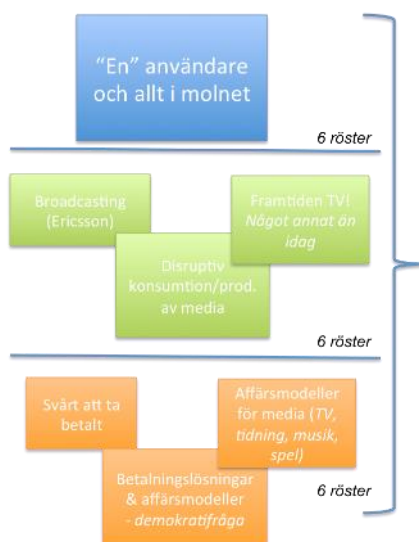 “En” användare
och allt i molnet
6 röster
Broadcasting
(Ericsson)
Framtiden TV!
Något annat än
idag
Disruptiv
konsumtion/prod.
av media
6 röster
Svårt att ta
betalt
Affärsmodeller
för media (TV,
tidning, musik,
spel)
Betalningslösningar
& affärsmodeller
- demokratifråga
6 röster